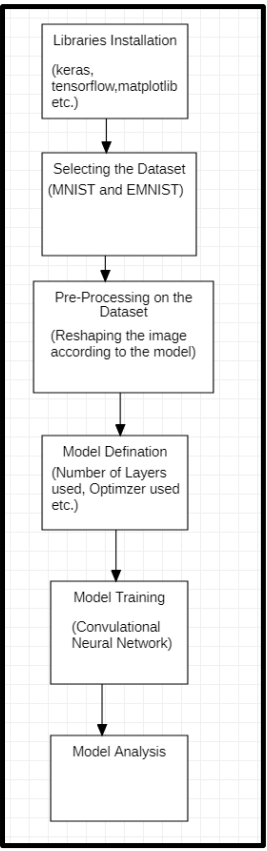 Libraries Installation
(keras,
tensorflow,matplotlib
etc.)
Selecting the Dataset
(MNIST and EMNIST)
Pre-Processing on the
Dataset
(Reshaping the image
according to the model)
Model Defination
(Number of Layers
used, Optimzer used
etc.)
Model Training
(Convulational
Neural Network)
Model Analysis